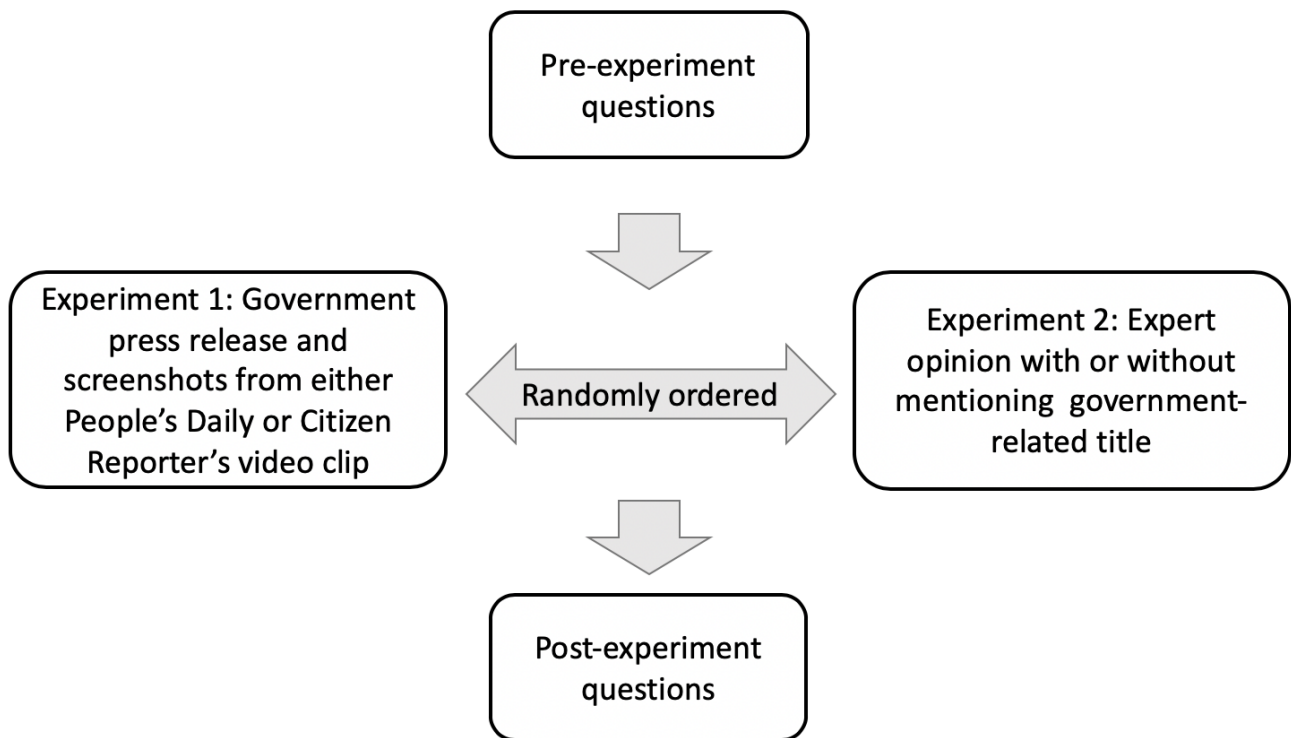 Pre-experiment
questions
Experiment 1: Government
press release and
screenshots from either
People’s Daily or Citizen
Reporter’s video clip
Randomly ordered
Experiment 2: Expert
opinion with or without
mentioning government-
related title
Post-experiment
questions